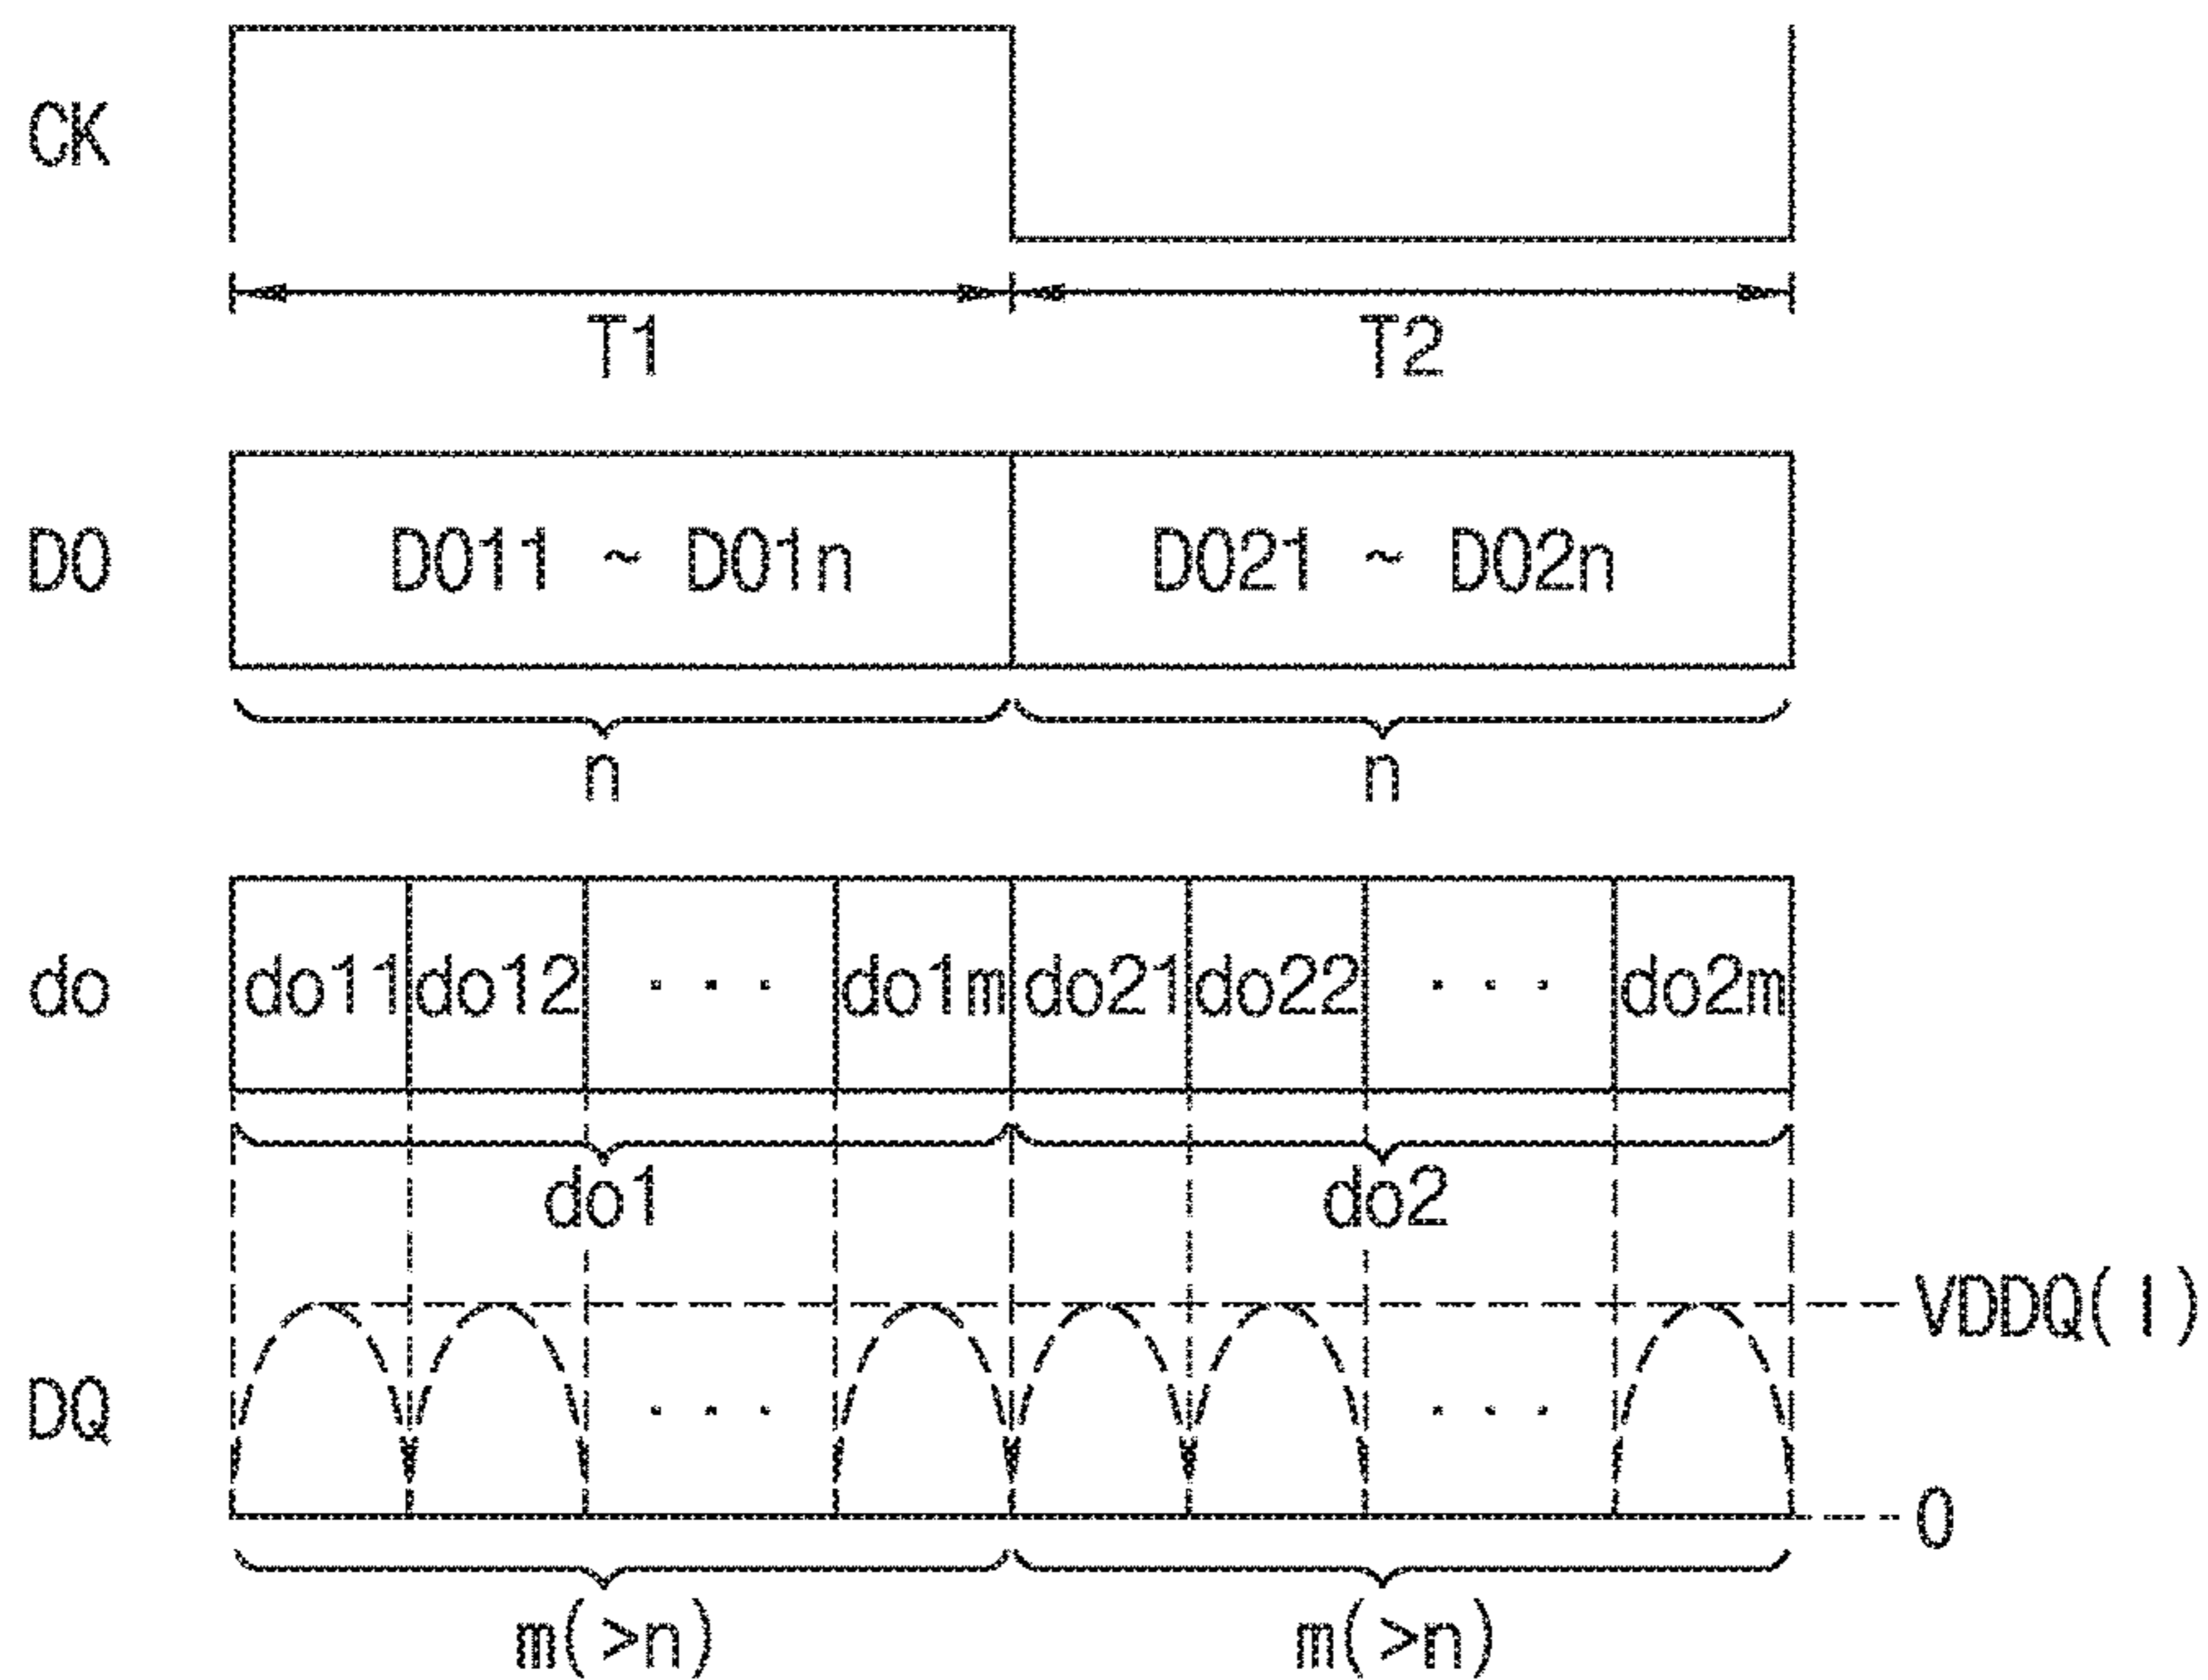 CK
T1 T2
DO DO11 ~ DO1n DO21 ~ DO2n
n n
do do11 do12 ··· do1m do21 do22 ··· do2m
do1 do2
VDDQ(I)
DQ ··· ···
0
m(>n) m(>n)